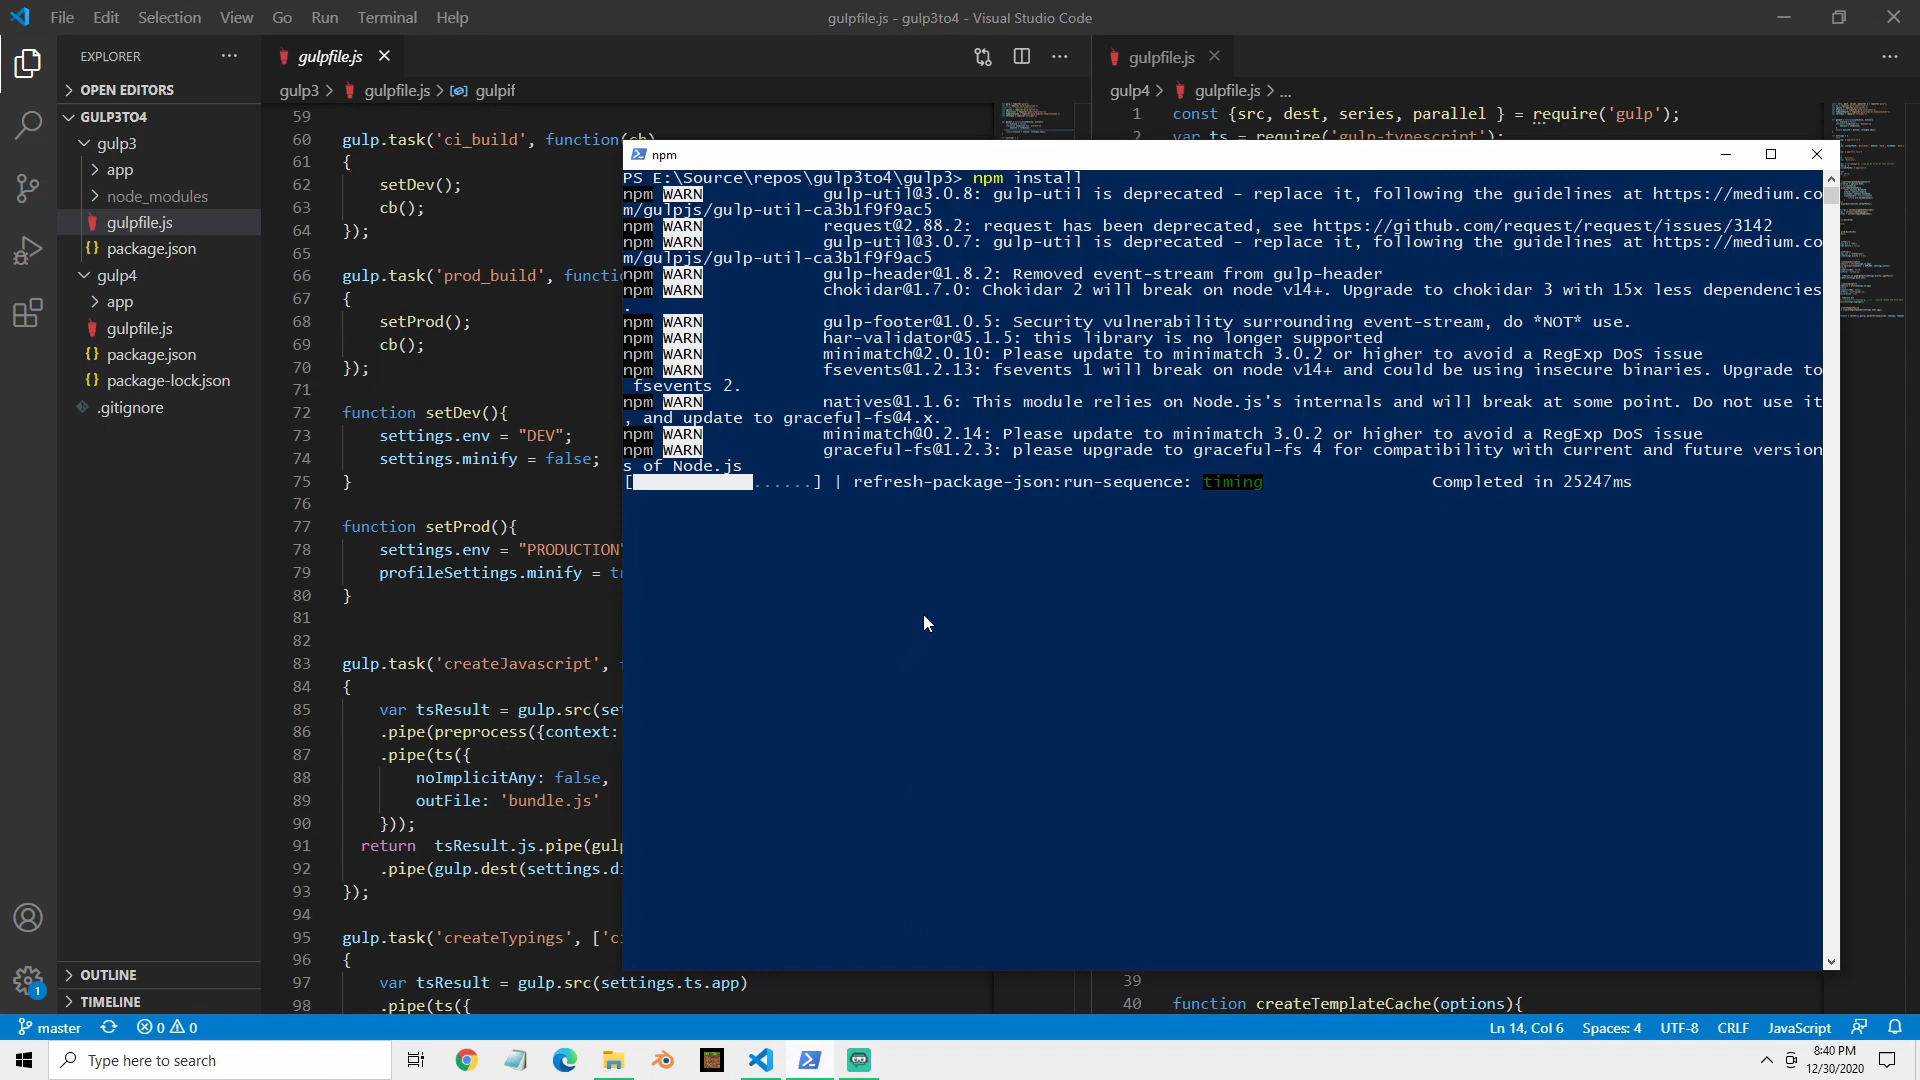 File Edit Selection View Go Run Terminal Help
gulpfile.js - gulp3to4 - Visual Studio Code
EXPLORER
OPEN EDITORS
GULP3TO4
gulp3
app
node_modules
gulpfile.js
package.json
gulp4
app
gulpfile.js
package.json
package-lock.json
.gitignore
OUTLINE
TIMELINE
gulpfile.js
gulp3 > gulpfile.js > gulpif
59
60 gulp.task('ci_build', function(cb)
61 {
62 setDev();
63 cb();
64 });
65
66 gulp.task('prod_build', functi
67 {
68 setProd();
69 cb();
70 });
71
72 function setDev(){
73 settings.env = "DEV";
74 settings.minify = false;
75 }
76
77 function setProd(){
78 settings.env = "PRODUCTION"
79 profileSettings.minify = t
80 }
81
82
83 gulp.task('createJavascript',
84 {
85 var tsResult = gulp.src(se
86 .pipe(preprocess({context:
87 .pipe(ts({
88 noImplicitAny: false,
89 outFile: 'bundle.js'
90 }));
91 return tsResult.js.pipe(gul
92 .pipe(gulp.dest(settings.d
93 });
94
95 gulp.task('createTypings', ['c
96 {
97 var tsResult = gulp.src(settings.ts.app)
98 .pipe(ts({
gulpfile.js
gulp4 > gulpfile.js > ...
1 const {src, dest, series, parallel } = require('gulp');
2 var ts = require('gulp-typescript');
39
40 function createTemplateCache(options){
npm
PS E:\Source\repos\gulp3to4\gulp3> npm install
npm WARN gulp-util@3.0.8: gulp-util is deprecated - replace it, following the guidelines at https://medium.co
m/gulpjs/gulp-util-ca3b1f9f9ac5
npm WARN request@2.88.2: request has been deprecated, see https://github.com/request/request/issues/3142
npm WARN gulp-util@3.0.7: gulp-util is deprecated - replace it, following the guidelines at https://medium.co
m/gulpjs/gulp-util-ca3b1f9f9ac5
npm WARN gulp-header@1.8.2: Removed event-stream from gulp-header
npm WARN chokidar@1.7.0: Chokidar 2 will break on node v14+. Upgrade to chokidar 3 with 15x less dependencies
.
npm WARN gulp-footer@1.0.5: Security vulnerability surrounding event-stream, do *NOT* use.
npm WARN har-validator@5.1.5: this library is no longer supported
npm WARN minimatch@2.0.10: Please update to minimatch 3.0.2 or higher to avoid a RegExp DoS issue
npm WARN fsevents@1.2.13: fsevents 1 will break on node v14+ and could be using insecure binaries. Upgrade to
fsevents 2.
npm WARN natives@1.1.6: This module relies on Node.js's internals and will break at some point. Do not use it
, and update to graceful-fs@4.x.
npm WARN minimatch@0.2.14: Please update to minimatch 3.0.2 or higher to avoid a RegExp DoS issue
npm WARN graceful-fs@1.2.3: please upgrade to graceful-fs 4 for compatibility with current and future version
s of Node.js
[ ......] | refresh-package-json:run-sequence: timing Completed in 25247ms
1
master 0 0
Ln 14, Col 6 Spaces: 4 UTF-8 CRLF JavaScript
Type here to search
8:40 PM
12/30/2020